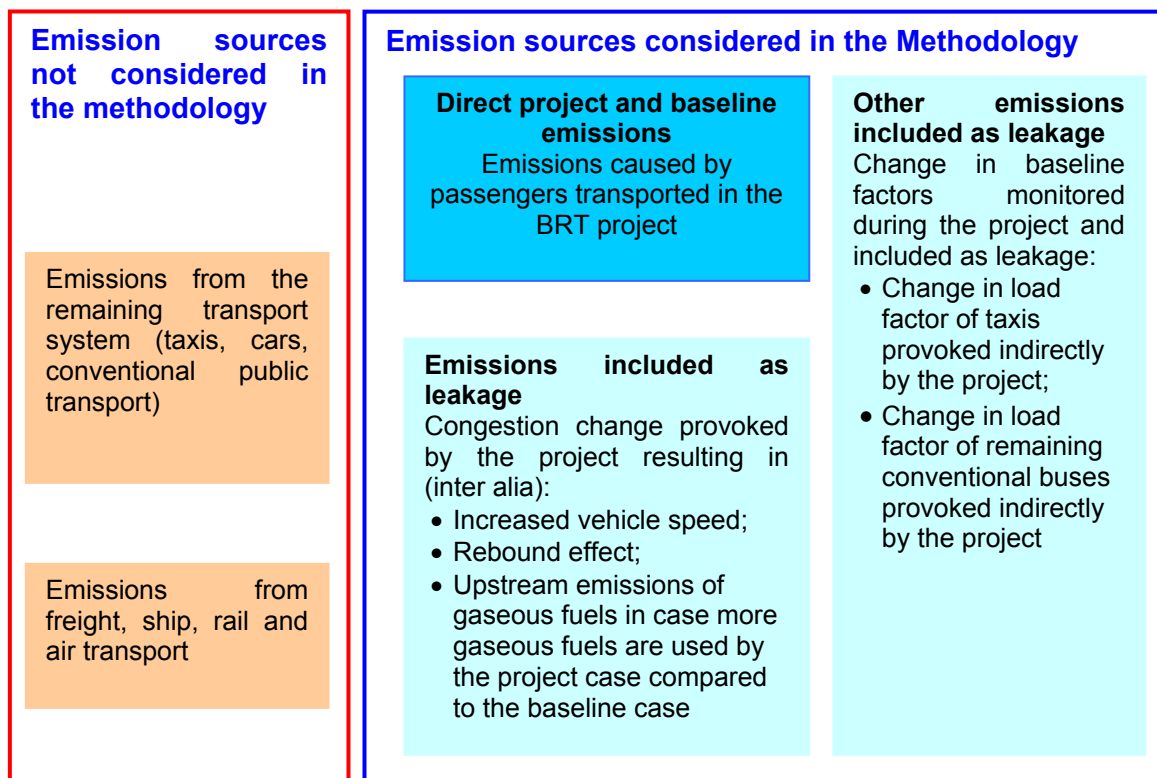 Emission sources
not considered in
the methodology
Emissions from the
remaining transport
system (taxis, cars,
conventional public
transport)
Emissions from
freight, ship, rail and
air transport
Emission sources considered in the Methodology
Direct project and baseline
emissions
Emissions caused by
passengers transported in the
BRT project
Emissions included as
leakage
Congestion change provoked
by the project resulting in
(inter alia):
• Increased vehicle speed;
• Rebound effect;
• Upstream emissions of
gaseous fuels in case more
gaseous fuels are used by
the project case compared
to the baseline case
Other emissions
included as leakage
Change in baseline
factors monitored
during the project and
included as leakage:
• Change in load
factor of taxis
provoked indirectly
by the project;
• Change in load
factor of remaining
conventional buses
provoked indirectly
by the project